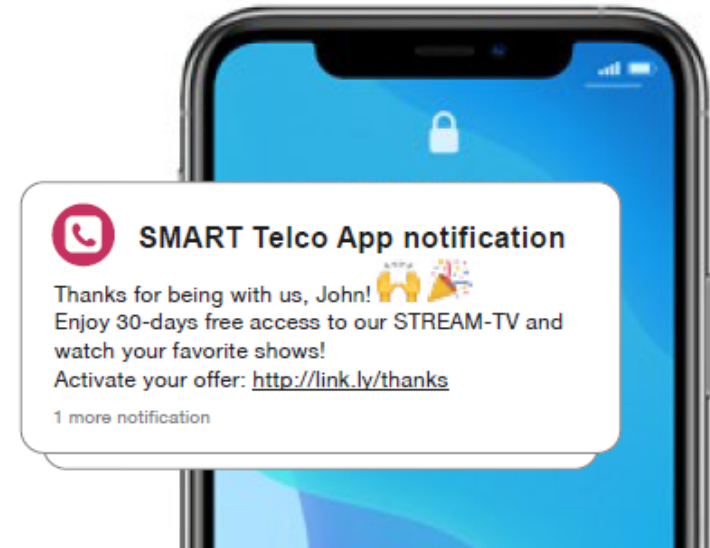 SMART Telco App notification
Thanks for being with us, John! 🙌 🎉
Enjoy 30-days free access to our STREAM-TV and
watch your favorite shows!
Activate your offer: http://link.ly/thanks
1 more notification